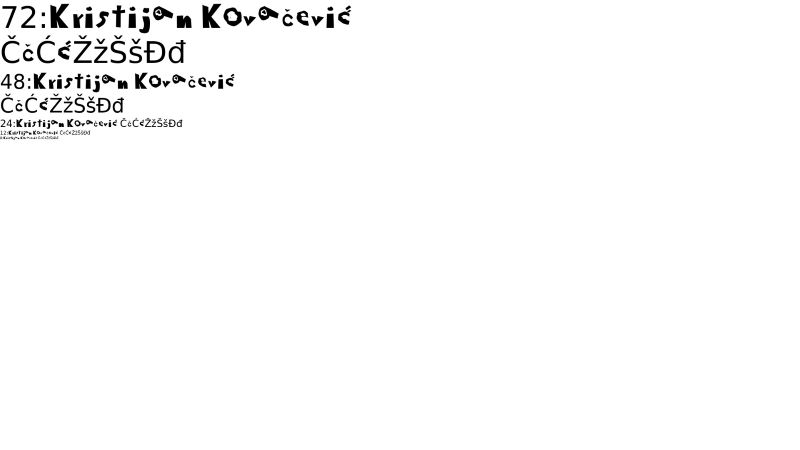 72:Kristijan Kovačević
ČčĆćŽžŠšĐđ
48:Kristijan Kovačević
ČčĆćŽžŠšĐđ
24:Kristijan Kovačević ČčĆćŽžŠšĐđ
12:Kristijan Kovačević ČčĆćŽžŠšĐđ